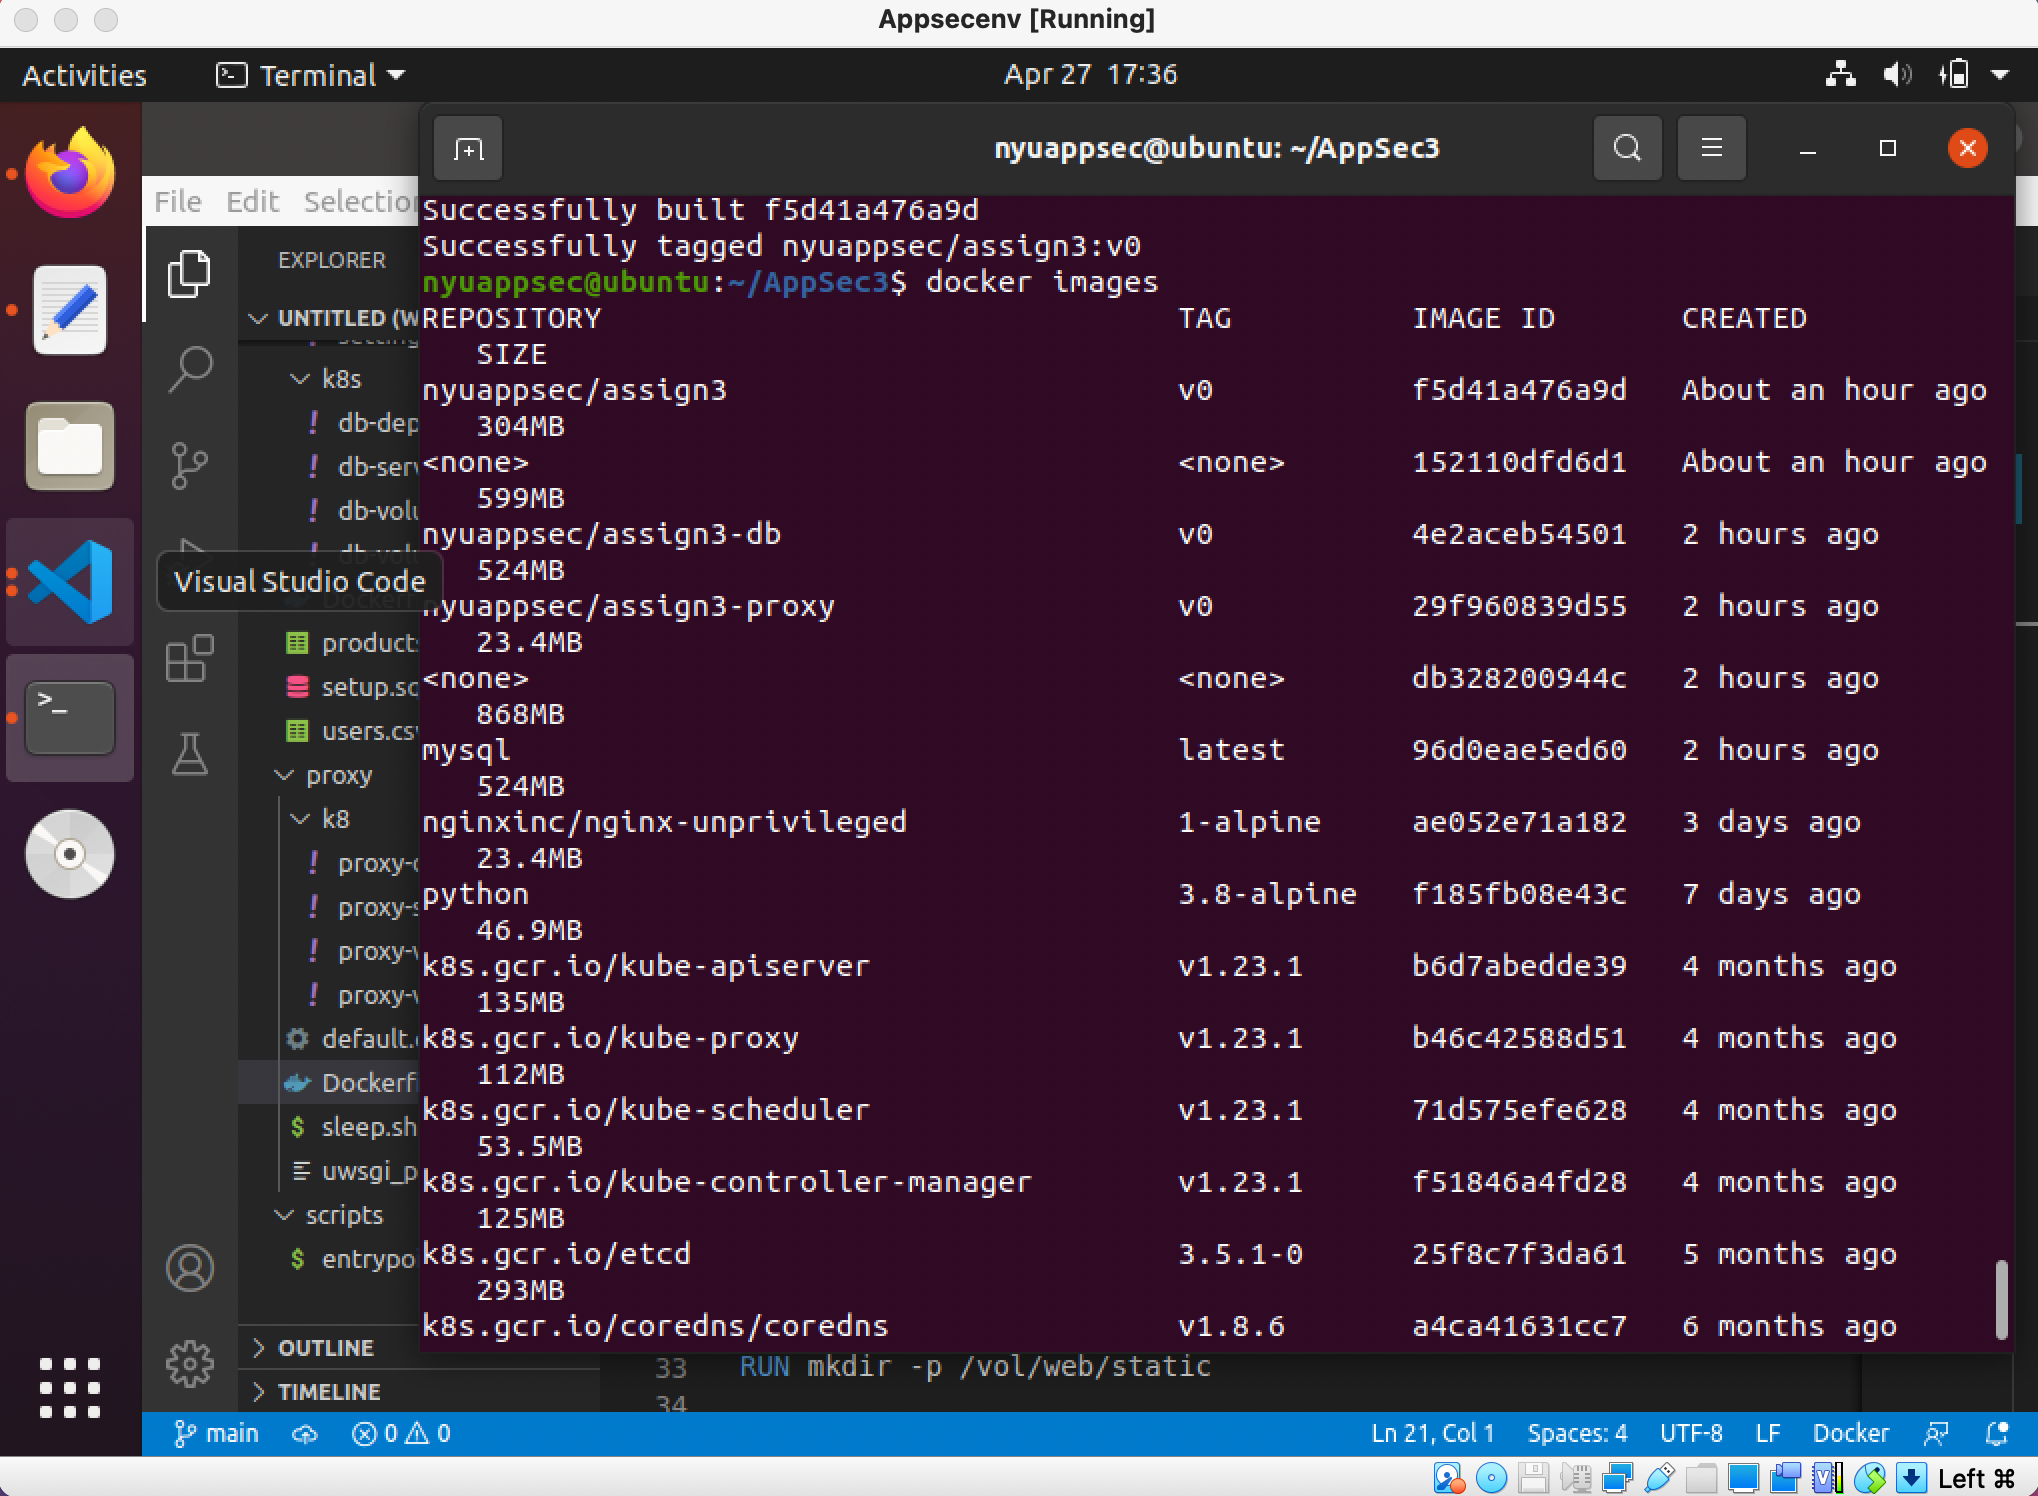 Appsecenv [Running]
Activities
Terminal
Apr 27 17:36
nyuappsec@ubuntu: ~/AppSec3
File Edit Selection
EXPLORER
UNTITLED (W
k8s
! db-dep
! db-serv
! db-volu
! db-volu
Visual Studio Code
products
setup.sq
users.csv
proxy
k8
! proxy-d
! proxy-s
! proxy-v
! proxy-v
default.c
Dockerfi
$ sleep.sh
uwsgi_p
scripts
$ entrypo
OUTLINE
TIMELINE
Successfully built f5d41a476a9d
Successfully tagged nyuappsec/assign3:v0
nyuappsec@ubuntu:~/AppSec3$ docker images
REPOSITORY TAG IMAGE ID CREATED
SIZE
nyuappsec/assign3 v0 f5d41a476a9d About an hour ago
304MB
<none> <none> 152110dfd6d1 About an hour ago
599MB
nyuappsec/assign3-db v0 4e2aceb54501 2 hours ago
524MB
nyuappsec/assign3-proxy v0 29f960839d55 2 hours ago
23.4MB
<none> <none> db328200944c 2 hours ago
868MB
mysql latest 96d0eae5ed60 2 hours ago
524MB
nginxinc/nginx-unprivileged 1-alpine ae052e71a182 3 days ago
23.4MB
python 3.8-alpine f185fb08e43c 7 days ago
46.9MB
k8s.gcr.io/kube-apiserver v1.23.1 b6d7abedde39 4 months ago
135MB
k8s.gcr.io/kube-proxy v1.23.1 b46c42588d51 4 months ago
112MB
k8s.gcr.io/kube-scheduler v1.23.1 71d575efe628 4 months ago
53.5MB
k8s.gcr.io/kube-controller-manager v1.23.1 f51846a4fd28 4 months ago
125MB
k8s.gcr.io/etcd 3.5.1-0 25f8c7f3da61 5 months ago
293MB
k8s.gcr.io/coredns/coredns v1.8.6 a4ca41631cc7 6 months ago
33 RUN mkdir -p /vol/web/static
34
main 0 0 Ln 21, Col 1 Spaces: 4 UTF-8 LF Docker
Left ⌘